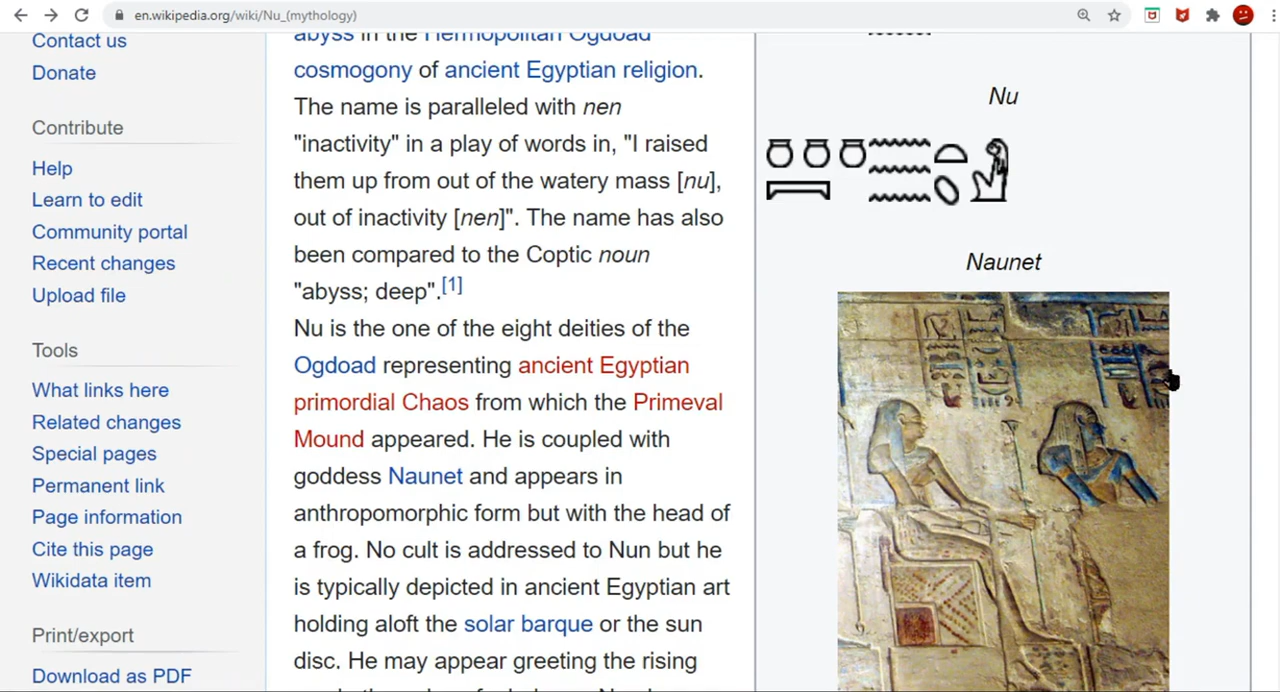 en.wikipedia.org/wiki/Nu_(mythology)
Contact us
Donate
Contribute
Help
Learn to edit
Community portal
Recent changes
Upload file
Tools
What links here
Related changes
Special pages
Permanent link
Page information
Cite this page
Wikidata item
Print/export
Download as PDF
abyss in the Hermopolitan Ogdoad
cosmogony of ancient Egyptian religion.
The name is paralleled with nen
"inactivity" in a play of words in, "I raised
them up from out of the watery mass [nu],
out of inactivity [nen]". The name has also
been compared to the Coptic noun
"abyss; deep".[1]
Nu is the one of the eight deities of the
Ogdoad representing ancient Egyptian
primordial Chaos from which the Primeval
Mound appeared. He is coupled with
goddess Naunet and appears in
anthropomorphic form but with the head of
a frog. No cult is addressed to Nun but he
is typically depicted in ancient Egyptian art
holding aloft the solar barque or the sun
disc. He may appear greeting the rising
Nu
Naunet